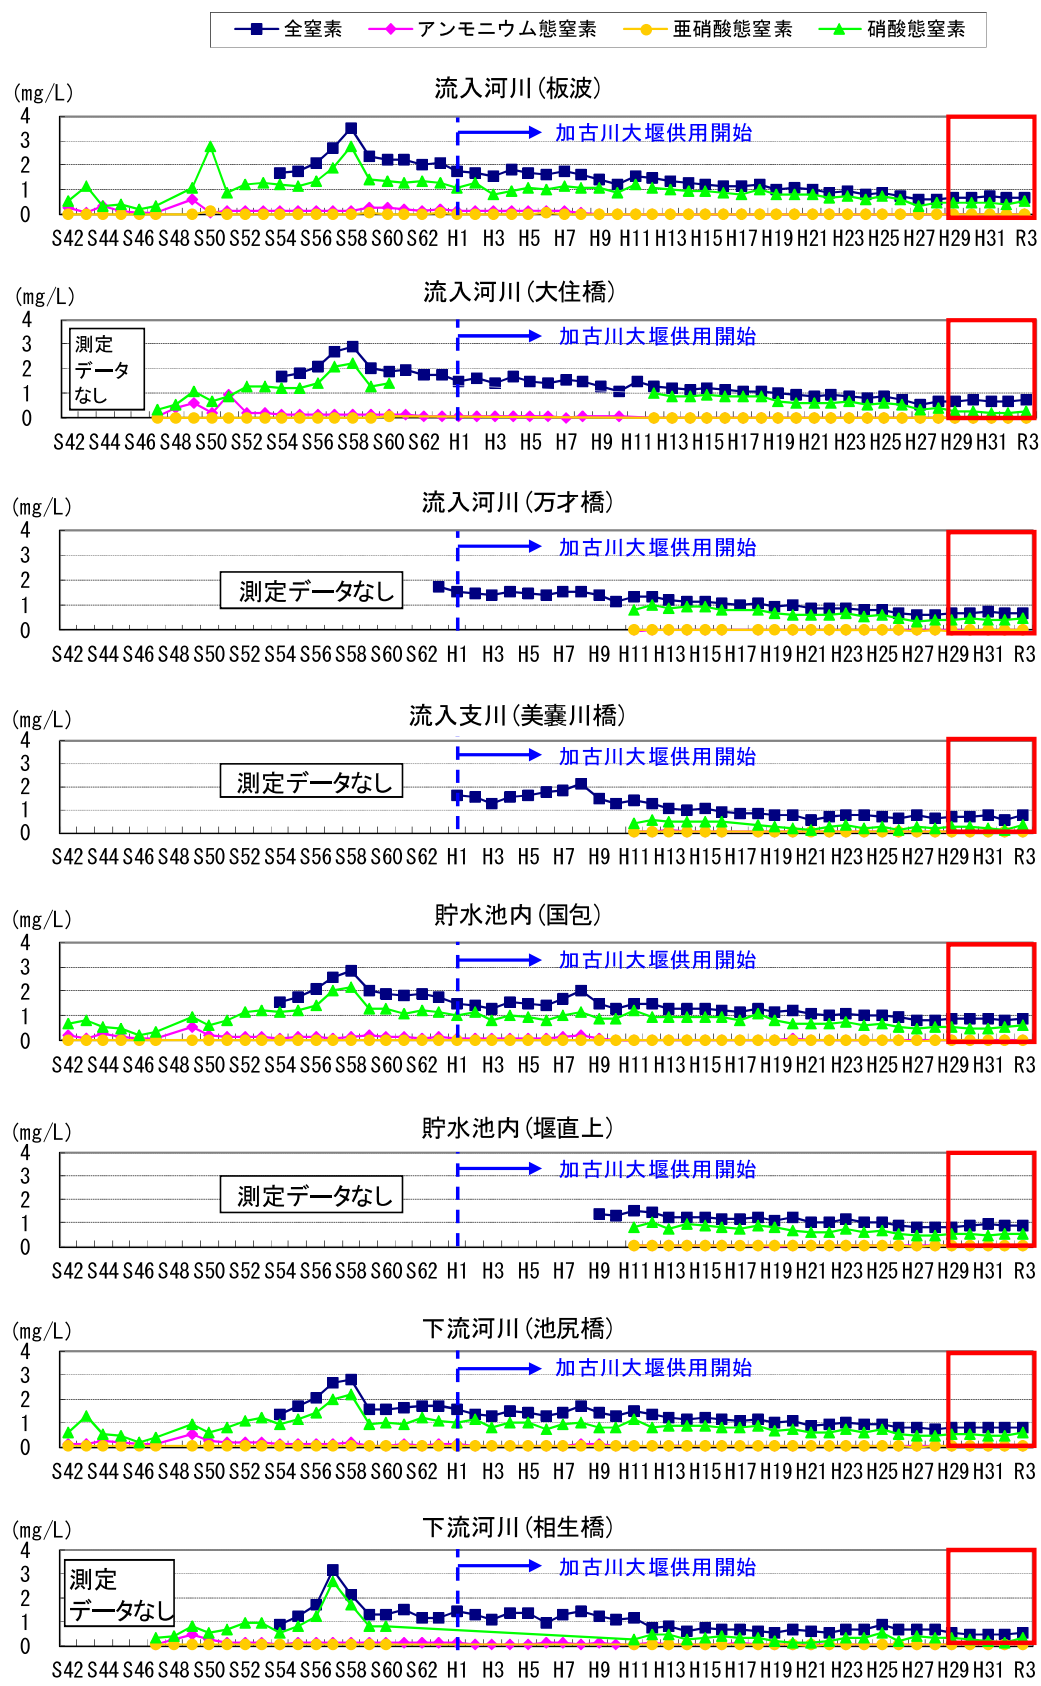 全窒素 アンモニウム態窒素 亜硝酸態窒素 硝酸態窒素
流入河川(板波)
(mg/L)
加古川大堰供用開始
4
3
2
1
0
S42 S44 S46 S48 S50 S52 S54 S56 S58 S60 S62 H1 H3 H5 H7 H9 H11 H13 H15 H17 H19 H21 H23 H25 H27 H29 H31 R3
流入河川(大住橋)
(mg/L)
加古川大堰供用開始
測定
データ
なし
4
3
2
1
0
S42 S44 S46 S48 S50 S52 S54 S56 S58 S60 S62 H1 H3 H5 H7 H9 H11 H13 H15 H17 H19 H21 H23 H25 H27 H29 H31 R3
流入河川(万才橋)
(mg/L)
加古川大堰供用開始
測定データなし
4
3
2
1
0
S42 S44 S46 S48 S50 S52 S54 S56 S58 S60 S62 H1 H3 H5 H7 H9 H11 H13 H15 H17 H19 H21 H23 H25 H27 H29 H31 R3
流入支川(美嚢川橋)
(mg/L)
加古川大堰供用開始
測定データなし
4
3
2
1
0
S42 S44 S46 S48 S50 S52 S54 S56 S58 S60 S62 H1 H3 H5 H7 H9 H11 H13 H15 H17 H19 H21 H23 H25 H27 H29 H31 R3
貯水池内(国包)
(mg/L)
加古川大堰供用開始
4
3
2
1
0
S42 S44 S46 S48 S50 S52 S54 S56 S58 S60 S62 H1 H3 H5 H7 H9 H11 H13 H15 H17 H19 H21 H23 H25 H27 H29 H31 R3
貯水池内(堰直上)
(mg/L)
加古川大堰供用開始
測定データなし
4
3
2
1
0
S42 S44 S46 S48 S50 S52 S54 S56 S58 S60 S62 H1 H3 H5 H7 H9 H11 H13 H15 H17 H19 H21 H23 H25 H27 H29 H31 R3
下流河川(池尻橋)
(mg/L)
加古川大堰供用開始
4
3
2
1
0
S42 S44 S46 S48 S50 S52 S54 S56 S58 S60 S62 H1 H3 H5 H7 H9 H11 H13 H15 H17 H19 H21 H23 H25 H27 H29 H31 R3
下流河川(相生橋)
(mg/L)
加古川大堰供用開始
測定
データなし
4
3
2
1
0
S42 S44 S46 S48 S50 S52 S54 S56 S58 S60 S62 H1 H3 H5 H7 H9 H11 H13 H15 H17 H19 H21 H23 H25 H27 H29 H31 R3